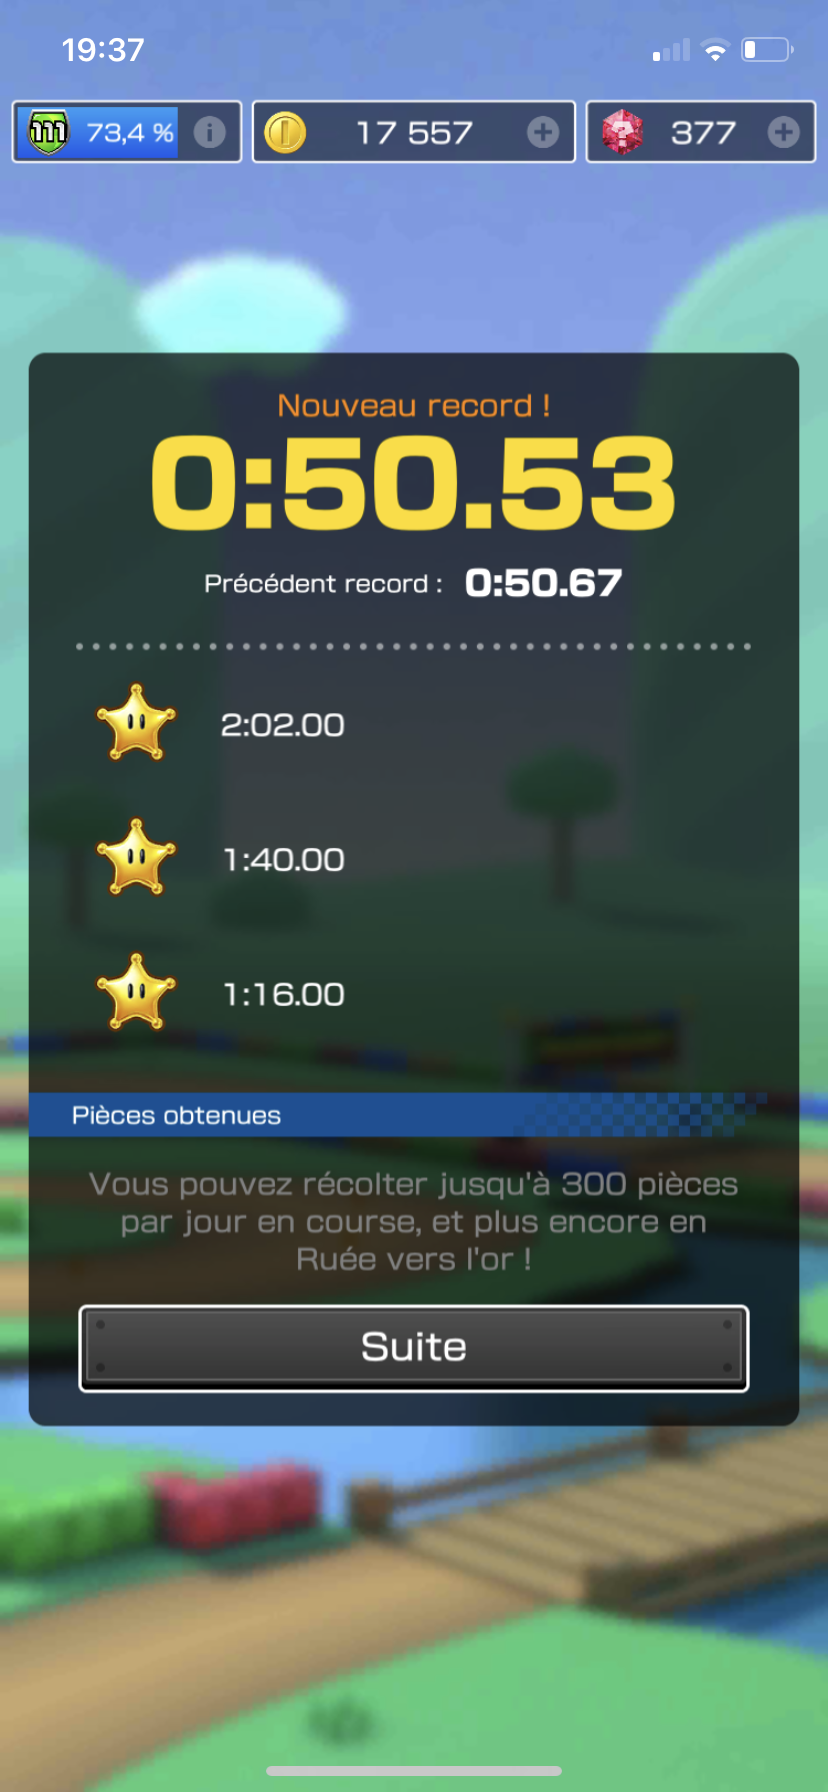 19:37
111 73,4 % i
17 557 +
377 +
Nouveau record !
0:50.53
Précédent record : 0:50.67
2:02.00
1:40.00
1:16.00
Pièces obtenues
Vous pouvez récolter jusqu'à 300 pièces
par jour en course, et plus encore en
Ruée vers l'or !
Suite